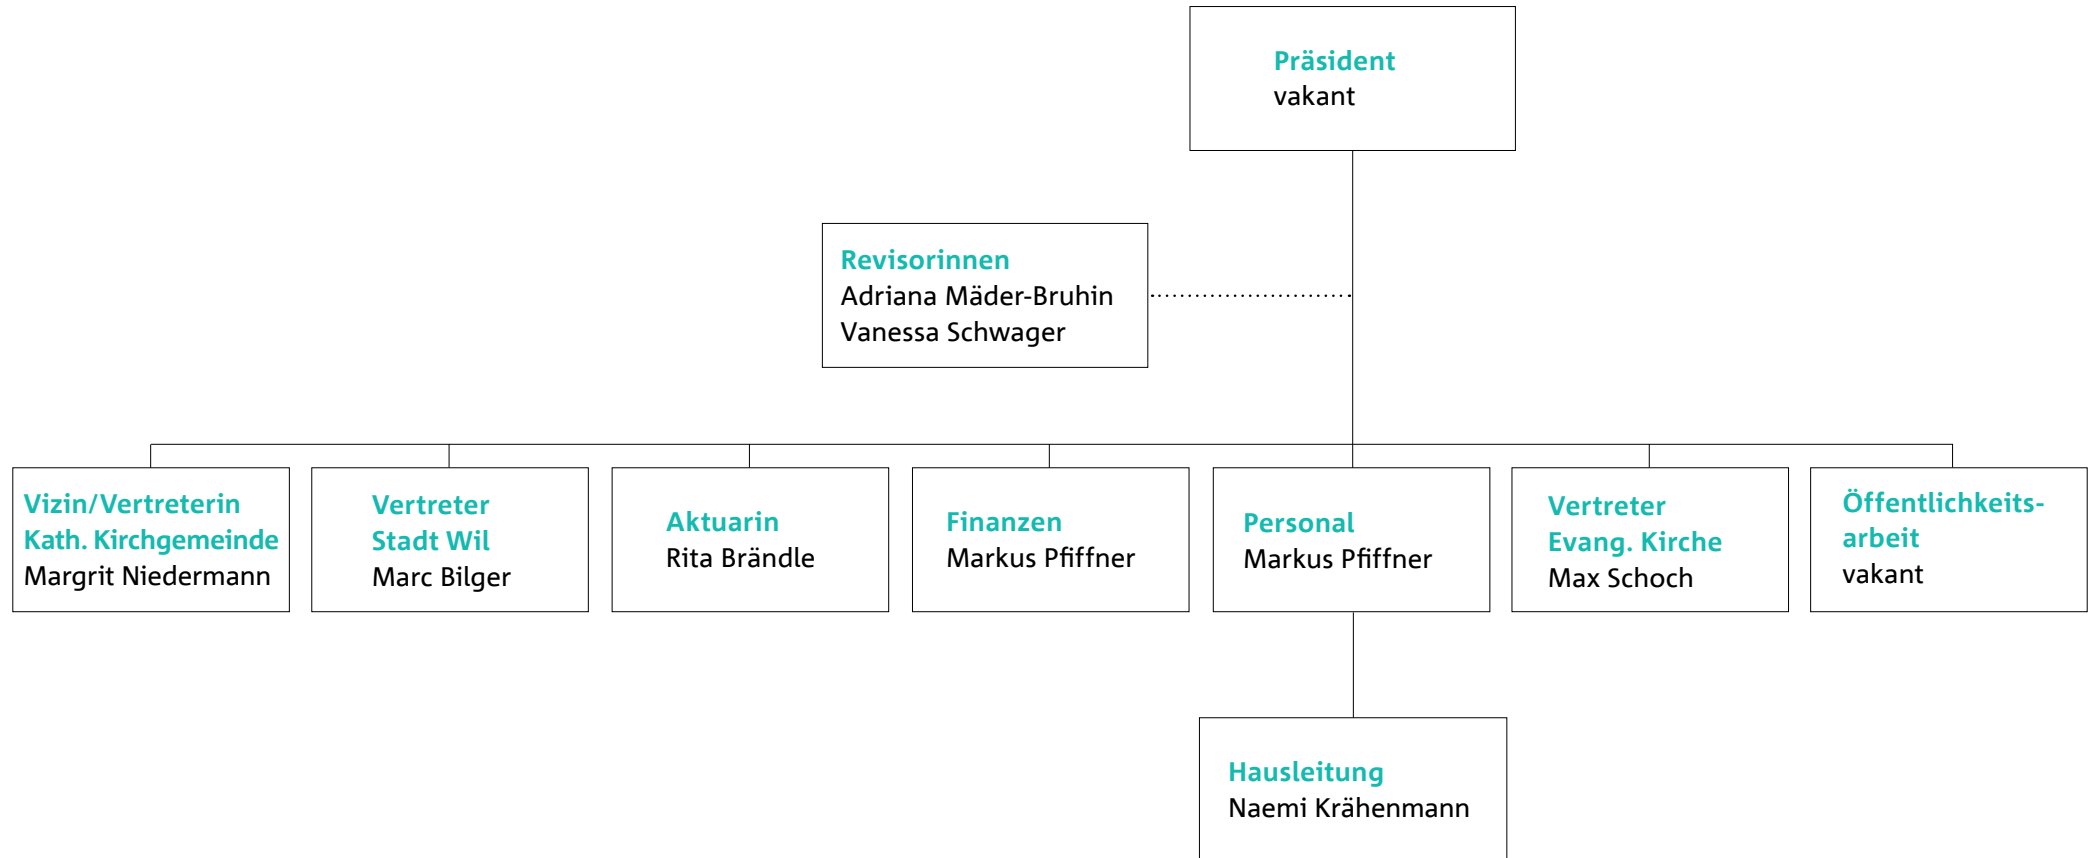 Präsident
vakant
Revisorinnen
Adriana Mäder-Bruhin
Vanessa Schwager
Vizin/Vertreterin
Kath. Kirchgemeinde
Margrit Niedermann
Vertreter
Stadt Wil
Marc Bilger
Aktuarin
Rita Brändle
Finanzen
Markus Pfiffner
Personal
Markus Pfiffner
Vertreter
Evang. Kirche
Max Schoch
Öffentlichkeits-
arbeit
vakant
Hausleitung
Naemi Krähenmann